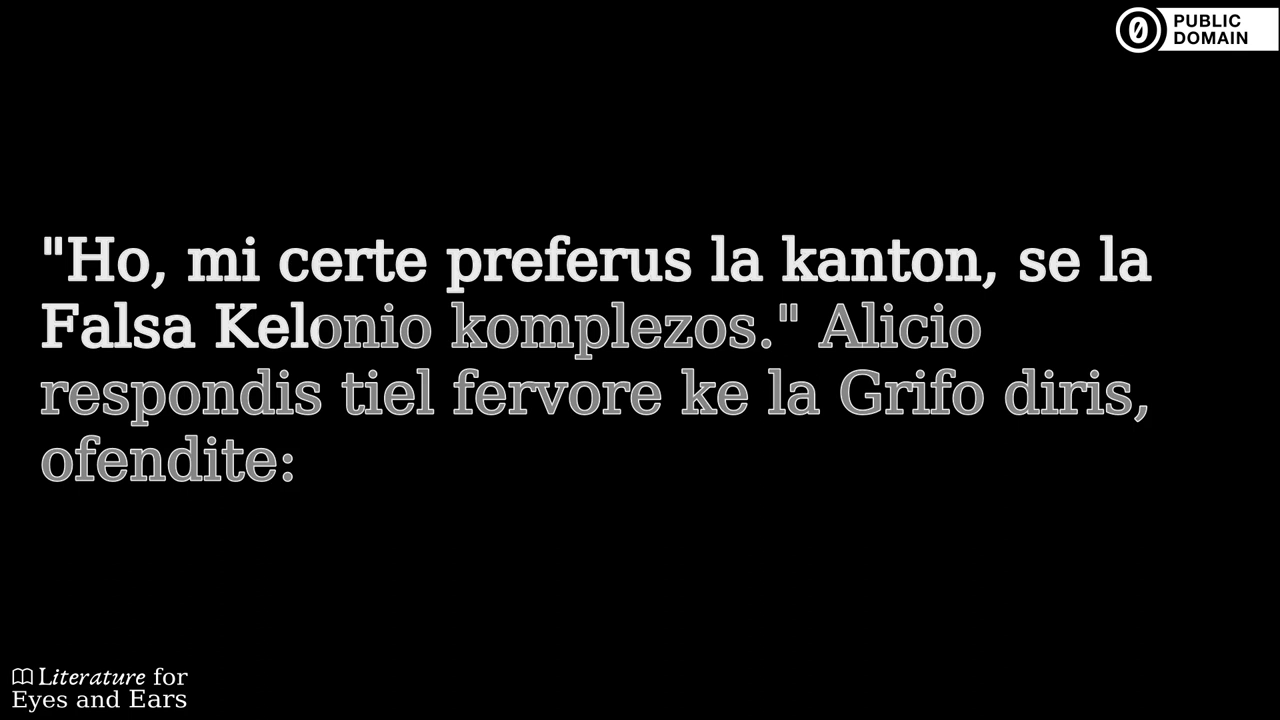 PUBLIC
DOMAIN
"Ho, mi certe preferus la kanton, se la
Falsa Kelonio komplezos." Alicio
respondis tiel fervore ke la Grifo diris,
ofendite:
Literature for
Eyes and Ears